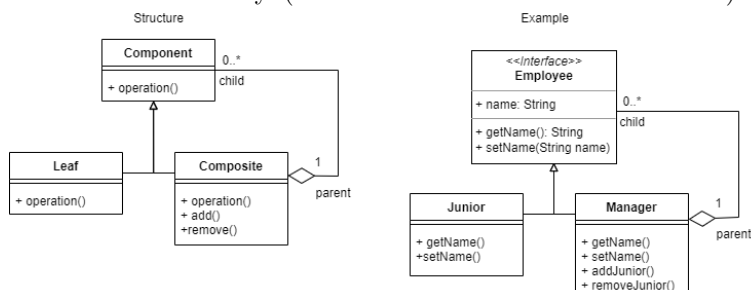 Structure
Component
+ operation()
0..*
child
Leaf
+ operation()
Composite
+ operation()
+ add()
+remove()
1
parent
Example
<<Interface>>
Employee
+ name: String
+ getName(): String
+ setName(String name)
0..*
child
Junior
+ getName()
+setName()
Manager
+ getName()
+ setName()
+ addJunior()
+ removeJunior()
1
parent